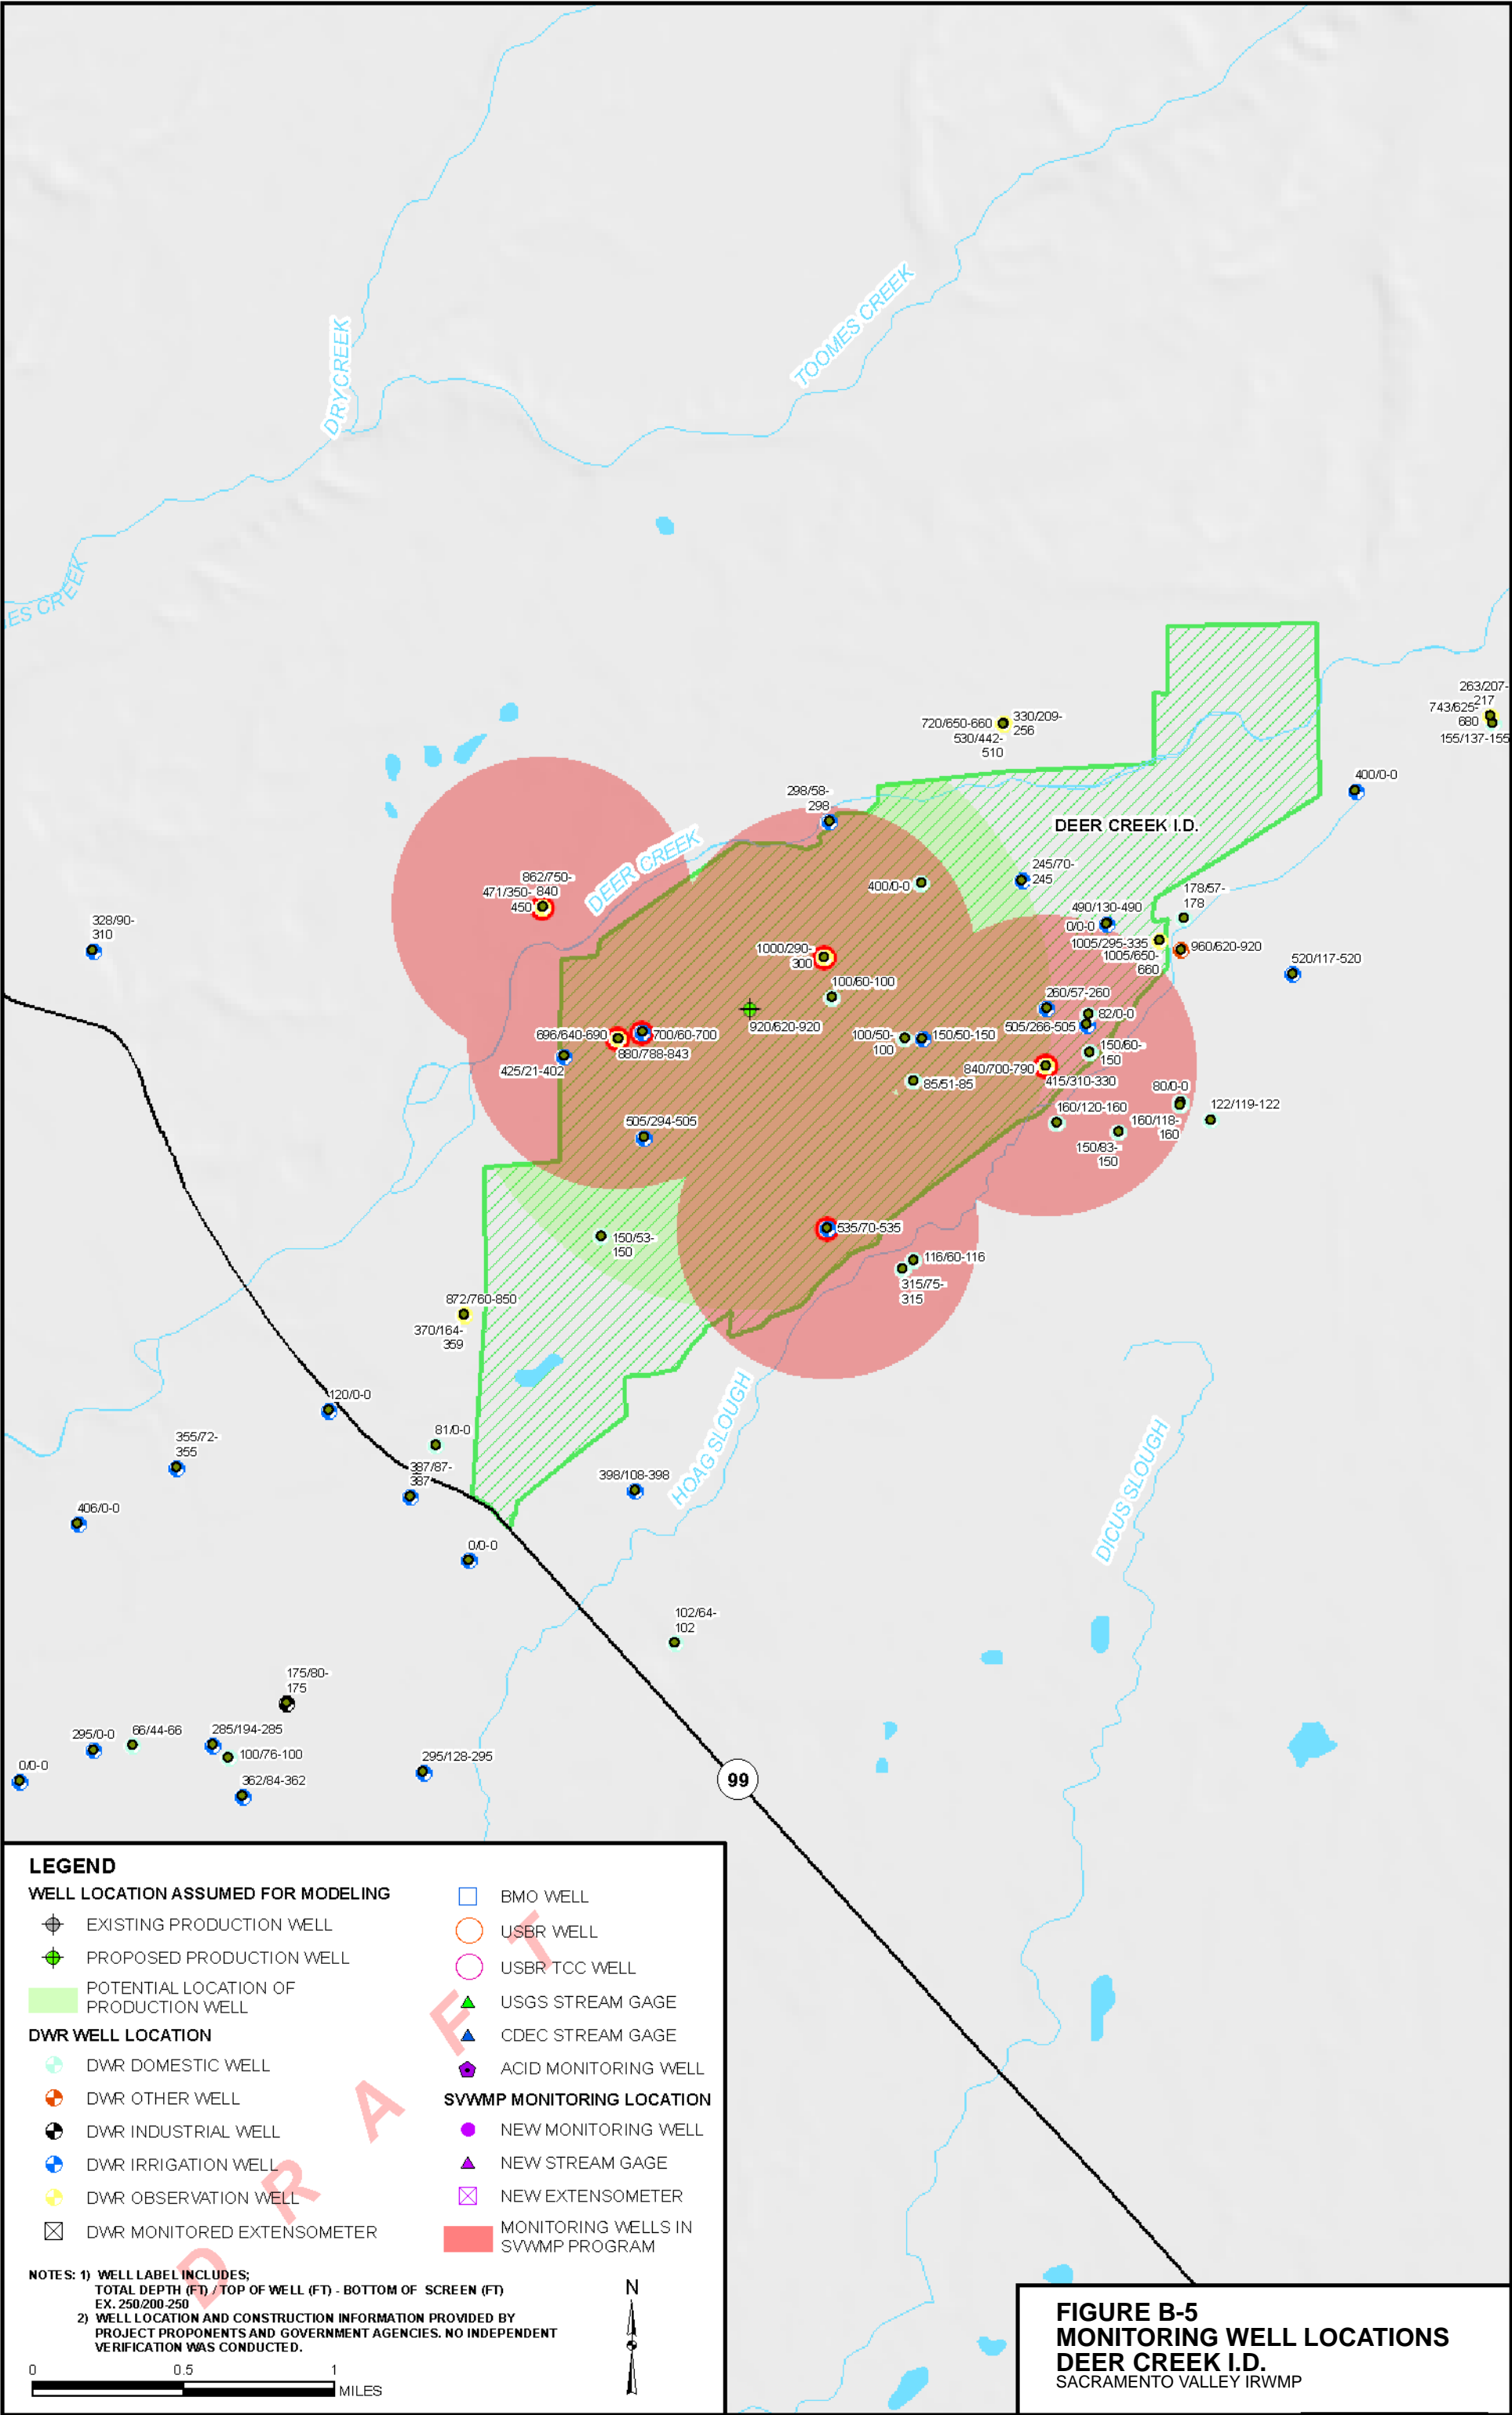 DRY CREEK
TOOMES CREEK
ES CREEK
263/207-
217
743/625-
680
155/137-155
720/650-660
330/209-
256
530/442-
510
400/0-0
298/58-
298
DEER CREEK I.D.
DEER CREEK
862/750-
840
471/350-
450
400/0-0
245/70-
245
178/57-
178
490/130-490
0/0-0
1005/295-335
1005/650-
660
960/620-920
520/117-520
328/90-
310
1000/290-
300
100/60-100
920/620-920
260/57-260
82/0-0
505/266-505
696/640-690
700/60-700
880/788-843
425/21-402
100/50-
100
150/50-150
150/60-
150
840/700-790
415/310-330
85/51-85
80/0-0
160/120-160
160/118-
160
122/119-122
150/83-
150
505/294-505
535/70-535
150/53-
150
116/60-116
315/75-
315
872/760-850
370/164-
359
120/0-0
81/0-0
355/72-
355
387/87-
387
398/108-398
HOAG SLOUGH
DICUS SLOUGH
406/0-0
0/0-0
102/64-
102
175/80-
175
295/0-0
66/44-66
285/194-285
100/76-100
0/0-0
362/84-362
295/128-295
99
LEGEND
WELL LOCATION ASSUMED FOR MODELING
EXISTING PRODUCTION WELL
PROPOSED PRODUCTION WELL
POTENTIAL LOCATION OF
PRODUCTION WELL
DWR WELL LOCATION
DWR DOMESTIC WELL
DWR OTHER WELL
DWR INDUSTRIAL WELL
DWR IRRIGATION WELL
DWR OBSERVATION WELL
DWR MONITORED EXTENSOMETER
BMO WELL
USBR WELL
USBR TCC WELL
USGS STREAM GAGE
CDEC STREAM GAGE
ACID MONITORING WELL
SVWMP MONITORING LOCATION
NEW MONITORING WELL
NEW STREAM GAGE
NEW EXTENSOMETER
MONITORING WELLS IN
SVWMP PROGRAM
DRAFT
NOTES: 1) WELL LABEL INCLUDES;
TOTAL DEPTH (FT) / TOP OF WELL (FT) - BOTTOM OF SCREEN (FT)
EX. 250/200-250
2) WELL LOCATION AND CONSTRUCTION INFORMATION PROVIDED BY
PROJECT PROPONENTS AND GOVERNMENT AGENCIES. NO INDEPENDENT
VERIFICATION WAS CONDUCTED.
0 0.5 1
MILES
N
FIGURE B-5
MONITORING WELL LOCATIONS
DEER CREEK I.D.
SACRAMENTO VALLEY IRWMP